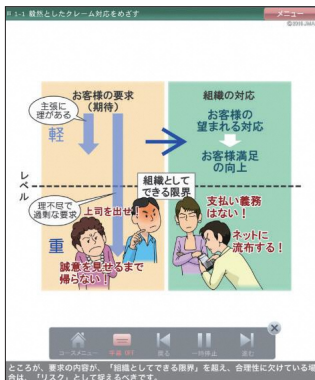 1-1 毅然としたクレーム対応をめざす
メニュー
お客様の要求
(期待)
組織の対応
主張に
理がある
軽
お客様の
望まれる対応
お客様満足
の向上
レベル
組織として
できる限界
理不尽で
過剰な要求
重
上司を出せ!
誠意を見せるまで
帰らない!
支払い義務
はない!
ネットに
流布する!
コースメニュー
字幕 OFF
戻る
一時停止
進む
ところが、要求の内容が、「組織としてできる限界」を超え、合理性に欠けている場
合は、「リスク」として捉えるべきです。